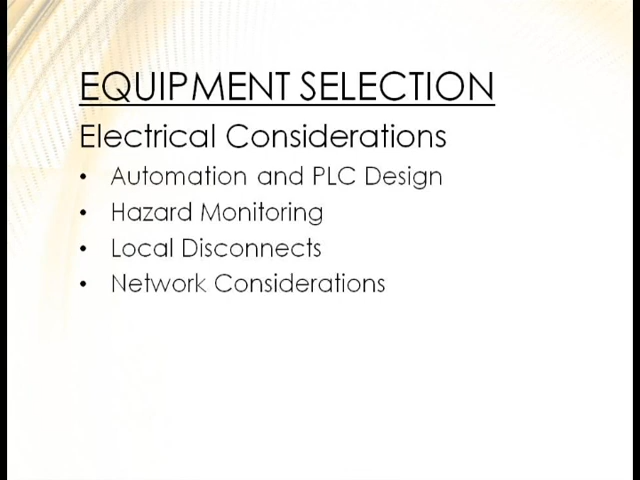 EQUIPMENT SELECTION
Electrical Considerations
• Automation and PLC Design
• Hazard Monitoring
• Local Disconnects
• Network Considerations